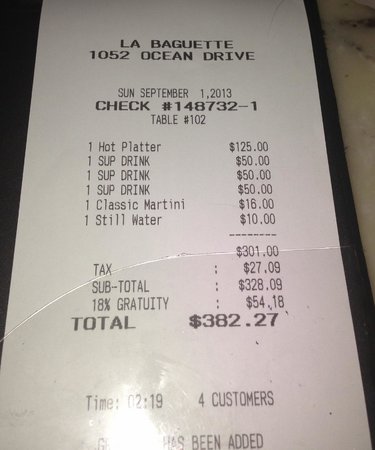 LA BAGUETTE
1052 OCEAN DRIVE
SUN SEPTEMBER 1,2013
CHECK #148732-1
TABLE #102
1 Hot Platter $125.00
1 SUP DRINK $50.00
1 SUP DRINK $50.00
1 SUP DRINK $50.00
1 Classic Martini $16.00
1 Still Water $10.00
--------
$301.00
TAX : $27.09
SUB-TOTAL : $328.09
18% GRATUITY : $54.18
TOTAL $382.27
Time: 02:19 4 CUSTOMERS
HAS BEEN ADDED